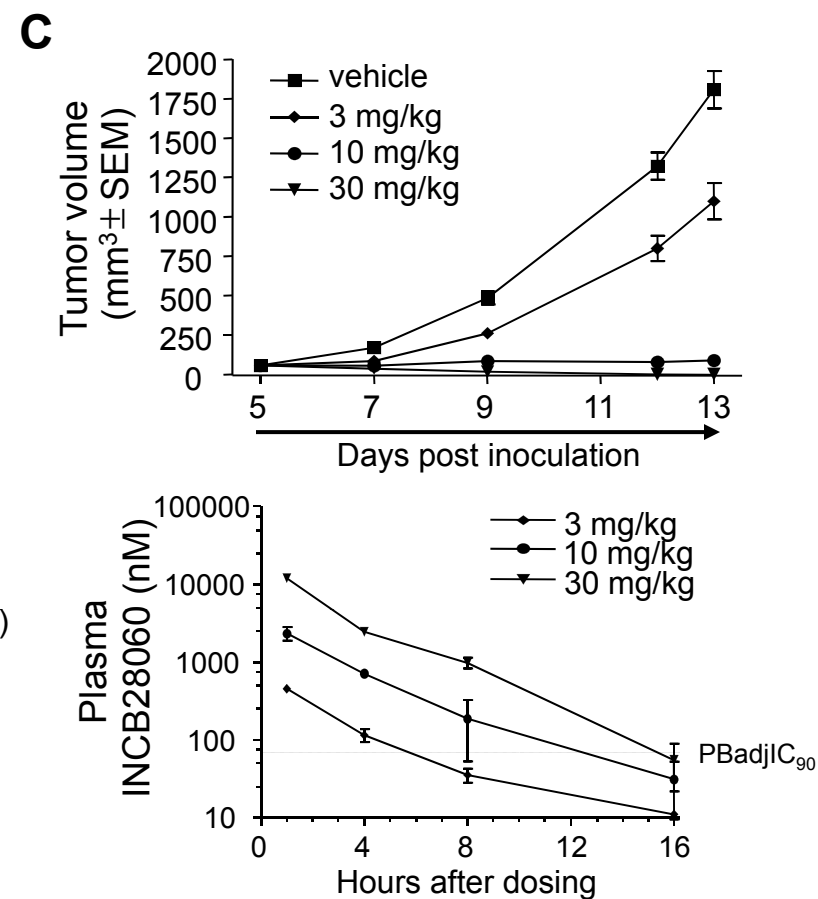 C
Tumor volume
(mm³± SEM)
2000
1750
1500
1250
1000
750
500
250
0
vehicle
3 mg/kg
10 mg/kg
30 mg/kg
5 7 9 11 13
Days post inoculation
)
Plasma
INCB28060 (nM)
100000
10000
1000
100
10
3 mg/kg
10 mg/kg
30 mg/kg
PBadjIC₉₀
0 4 8 12 16
Hours after dosing